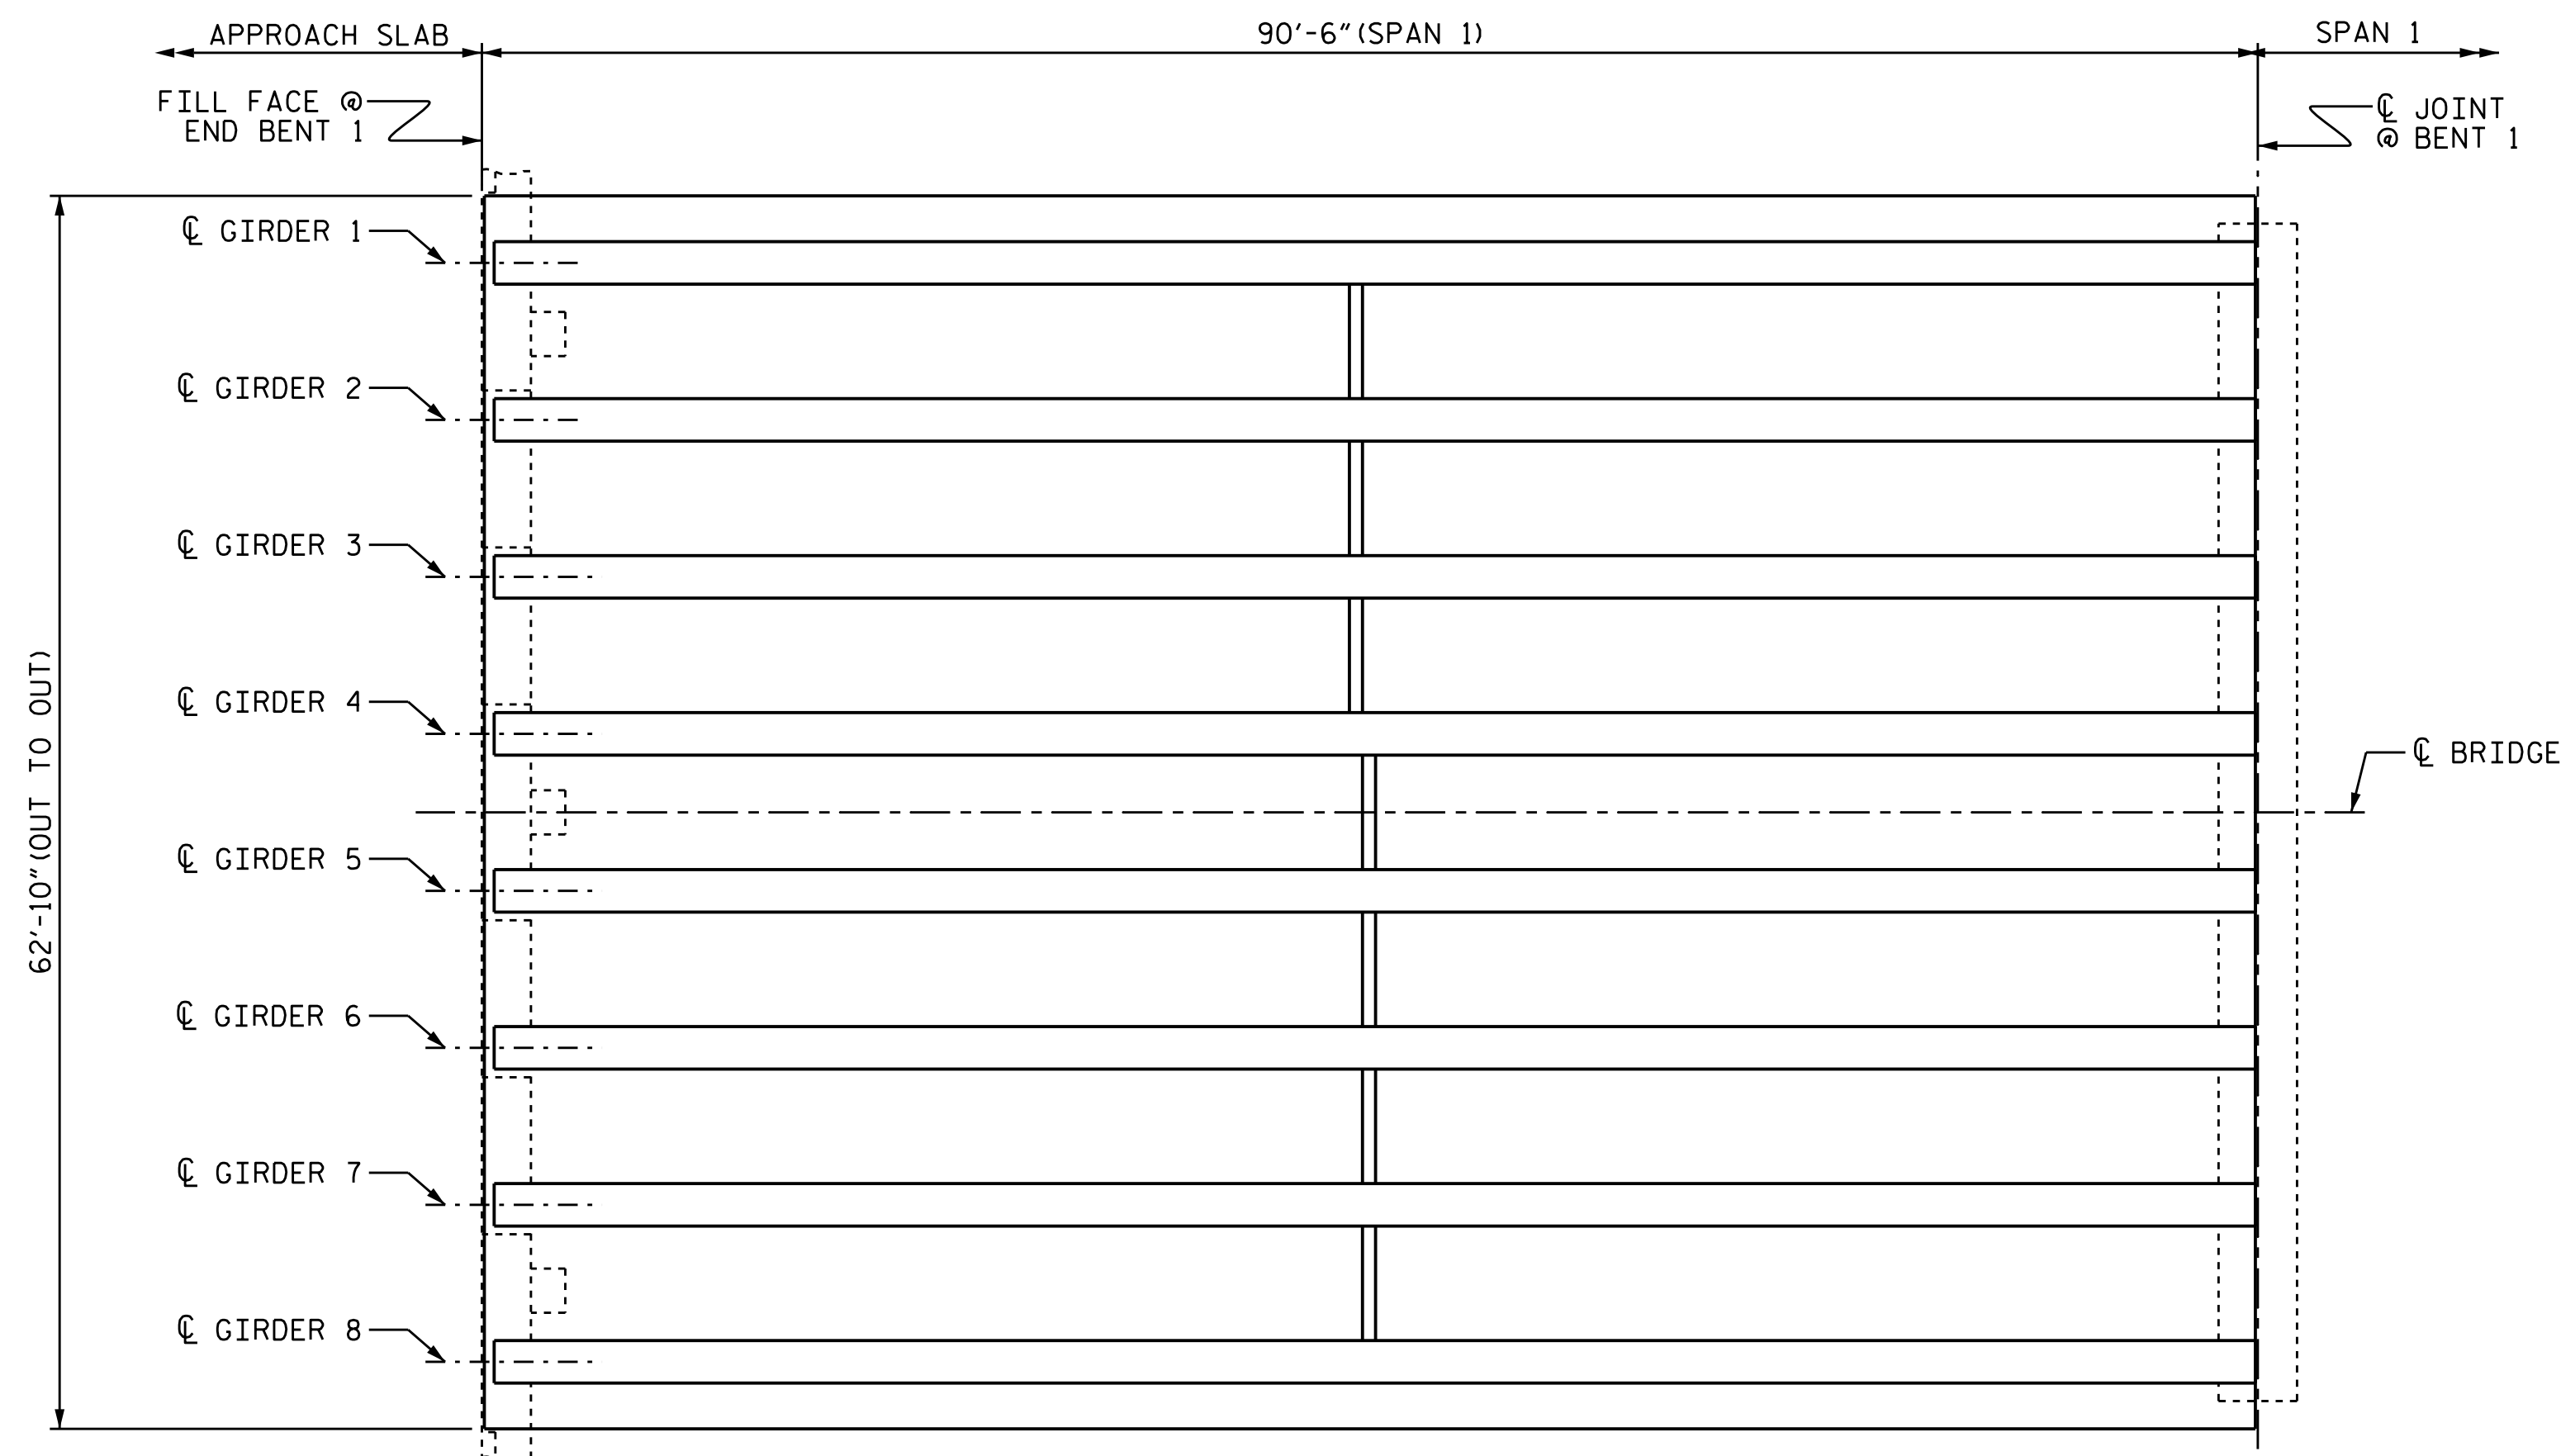 APPROACH SLAB
90'-6"(SPAN 1)
SPAN 1
FILL FACE @
END BENT 1
℄ JOINT
@ BENT 1
℄ GIRDER 1
℄ GIRDER 2
℄ GIRDER 3
℄ GIRDER 4
℄ BRIDGE
62'-10"(OUT TO OUT)
℄ GIRDER 5
℄ GIRDER 6
℄ GIRDER 7
℄ GIRDER 8